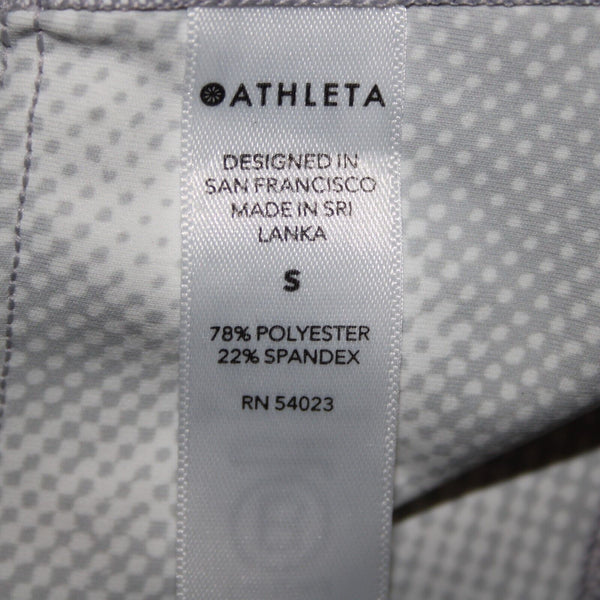 ATHLETA
DESIGNED IN
SAN FRANCISCO
MADE IN SRI
LANKA
S
78% POLYESTER
22% SPANDEX
RN 54023